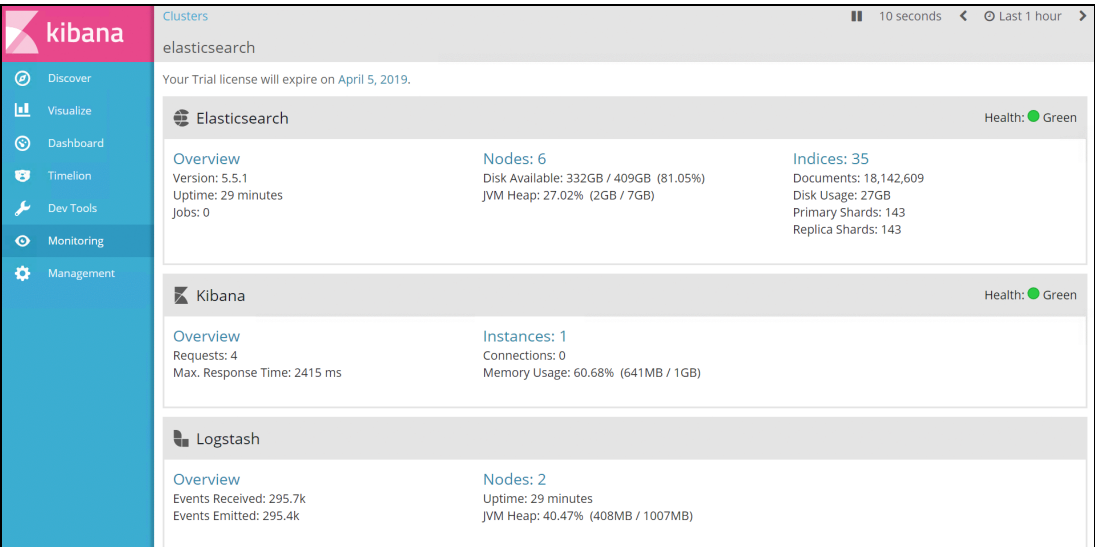 kibana
Discover
Visualize
Dashboard
Timelion
Dev Tools
Monitoring
Management
Clusters
10 seconds
Last 1 hour
elasticsearch
Your Trial license will expire on April 5, 2019.
Elasticsearch
Health: Green
Overview
Version: 5.5.1
Uptime: 29 minutes
Jobs: 0
Nodes: 6
Disk Available: 332GB / 409GB (81.05%)
JVM Heap: 27.02% (2GB / 7GB)
Indices: 35
Documents: 18,142,609
Disk Usage: 27GB
Primary Shards: 143
Replica Shards: 143
Kibana
Health: Green
Overview
Requests: 4
Max. Response Time: 2415 ms
Instances: 1
Connections: 0
Memory Usage: 60.68% (641MB / 1GB)
Logstash
Overview
Events Received: 295.7k
Events Emitted: 295.4k
Nodes: 2
Uptime: 29 minutes
JVM Heap: 40.47% (408MB / 1007MB)